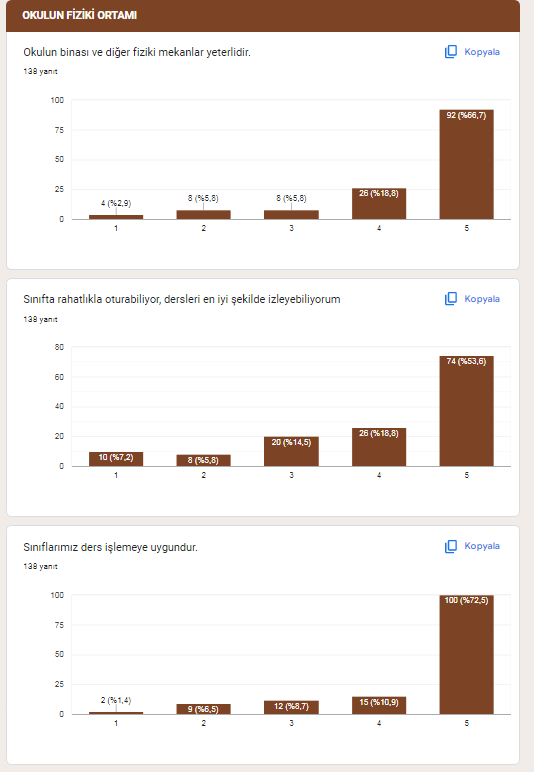 OKULUN FİZİKİ ORTAMI
Okulun binası ve diğer fiziki mekanlar yeterlidir.
Kopyala
138 yanıt
100
75
50
25
0
4 (%2,9)
8 (%5,8)
8 (%5,8)
26 (%18,8)
92 (%66,7)
1 2 3 4 5
Sınıfta rahatlıkla oturabiliyor, dersleri en iyi şekilde izleyebiliyorum
Kopyala
138 yanıt
80
60
40
20
0
10 (%7,2)
8 (%5,8)
20 (%14,5)
26 (%18,8)
74 (%53,6)
1 2 3 4 5
Sınıflarımız ders işlemeye uygundur.
Kopyala
138 yanıt
100
75
50
25
0
2 (%1,4)
9 (%6,5)
12 (%8,7)
15 (%10,9)
100 (%72,5)
1 2 3 4 5